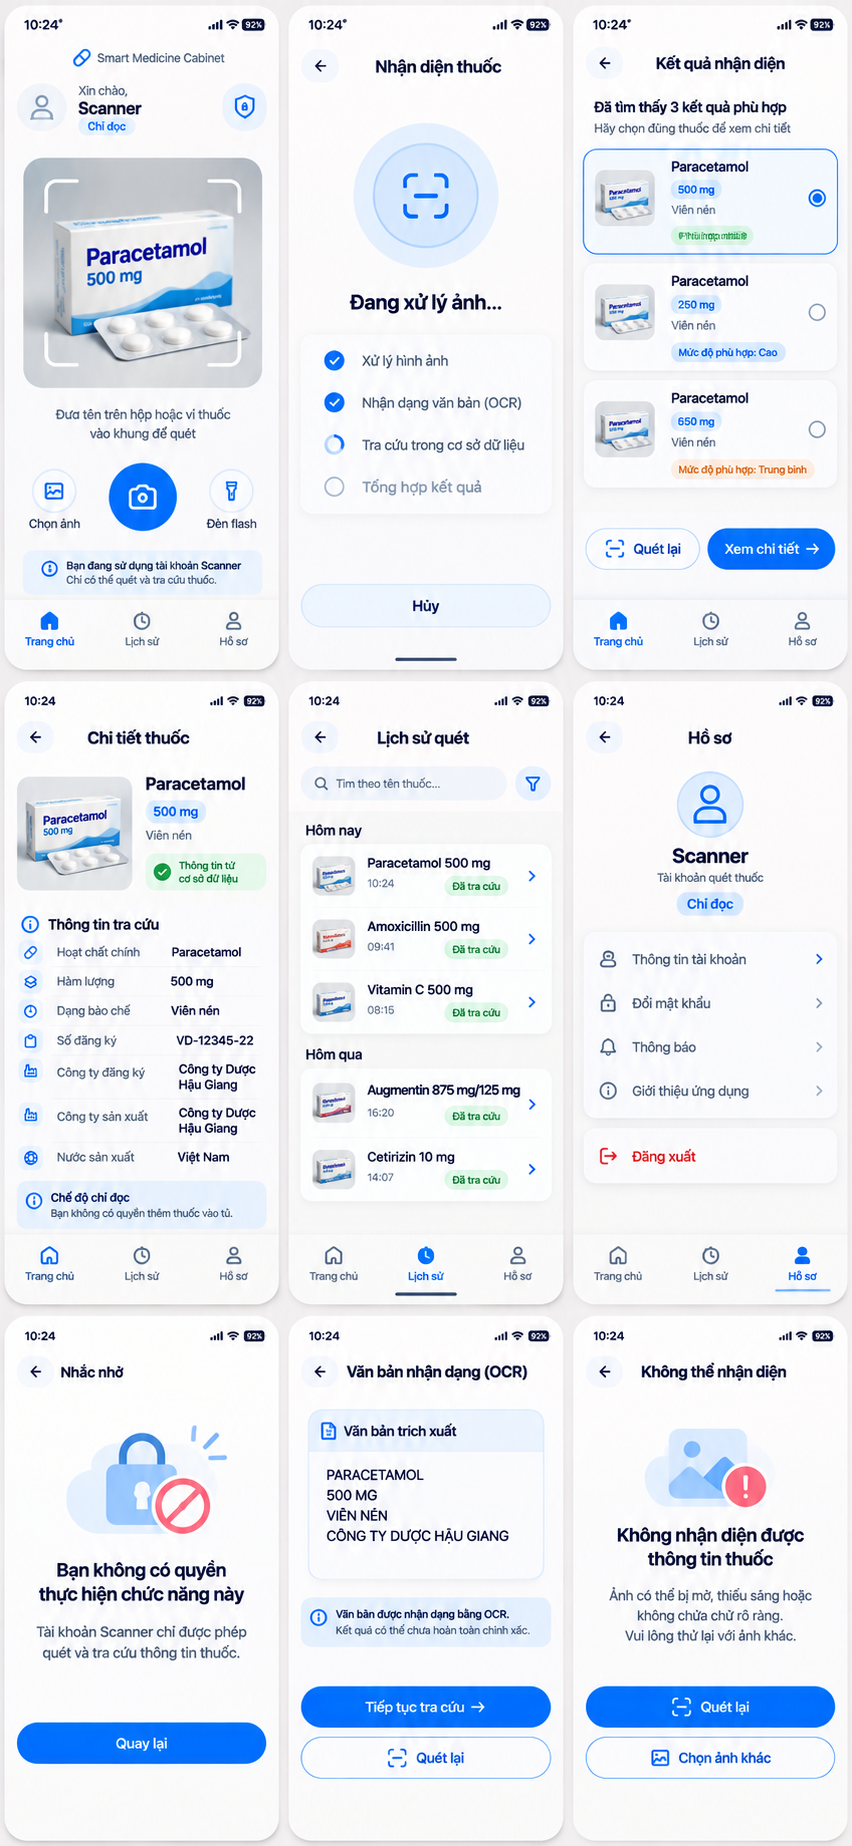 10:24
92%
Smart Medicine Cabinet
Xin chào,
Scanner
Chỉ đọc
Paracetamol
500 mg
Đưa tên trên hộp hoặc vỉ thuốc
vào khung để quét
Chọn ảnh
Đèn flash
Bạn đang sử dụng tài khoản Scanner
Chỉ có thể quét và tra cứu thuốc.
Trang chủ
Lịch sử
Hồ sơ
10:24
92%
Nhận diện thuốc
Đang xử lý ảnh...
Xử lý hình ảnh
Nhận dạng văn bản (OCR)
Tra cứu trong cơ sở dữ liệu
Tổng hợp kết quả
Hủy
10:24
92%
Kết quả nhận diện
Đã tìm thấy 3 kết quả phù hợp
Hãy chọn đúng thuốc để xem chi tiết
Paracetamol
500 mg
Viên nén
Paracetamol
250 mg
Viên nén
Mức độ phù hợp: Cao
Paracetamol
650 mg
Viên nén
Mức độ phù hợp: Trung bình
Quét lại
Xem chi tiết →
Trang chủ
Lịch sử
Hồ sơ
10:24
92%
Chi tiết thuốc
Paracetamol
500 mg
Paracetamol
500 mg
Viên nén
Thông tin từ
cơ sở dữ liệu
Thông tin tra cứu
Hoạt chất chính Paracetamol
Hàm lượng 500 mg
Dạng bào chế Viên nén
Số đăng ký VD-12345-22
Công ty đăng ký Công ty Dược
Hậu Giang
Công ty sản xuất Công ty Dược
Hậu Giang
Nước sản xuất Việt Nam
Chế độ chỉ đọc
Bạn không có quyền thêm thuốc vào tủ.
Trang chủ
Lịch sử
Hồ sơ
10:24
92%
Lịch sử quét
Tìm theo tên thuốc...
Hôm nay
Paracetamol 500 mg
10:24
Đã tra cứu
Amoxicillin 500 mg
09:41
Đã tra cứu
Vitamin C 500 mg
08:15
Đã tra cứu
Hôm qua
Augmentin 875 mg/125 mg
16:20
Đã tra cứu
Cetirizin 10 mg
14:07
Đã tra cứu
Trang chủ
Lịch sử
Hồ sơ
10:24
92%
Hồ sơ
Scanner
Tài khoản quét thuốc
Chỉ đọc
Thông tin tài khoản
Đổi mật khẩu
Thông báo
Giới thiệu ứng dụng
Đăng xuất
Trang chủ
Lịch sử
Hồ sơ
10:24
92%
Nhắc nhở
Bạn không có quyền
thực hiện chức năng này
Tài khoản Scanner chỉ được phép
quét và tra cứu thông tin thuốc.
Quay lại
10:24
92%
Văn bản nhận dạng (OCR)
Văn bản trích xuất
PARACETAMOL
500 MG
VIÊN NÉN
CÔNG TY DƯỢC HẬU GIANG
Văn bản được nhận dạng bằng OCR.
Kết quả có thể chưa hoàn toàn chính xác.
Tiếp tục tra cứu →
Quét lại
10:24
92%
Không thể nhận diện
Không nhận diện được
thông tin thuốc
Ảnh có thể bị mờ, thiếu sáng hoặc
không chứa chữ rõ ràng.
Vui lòng thử lại với ảnh khác.
Quét lại
Chọn ảnh khác